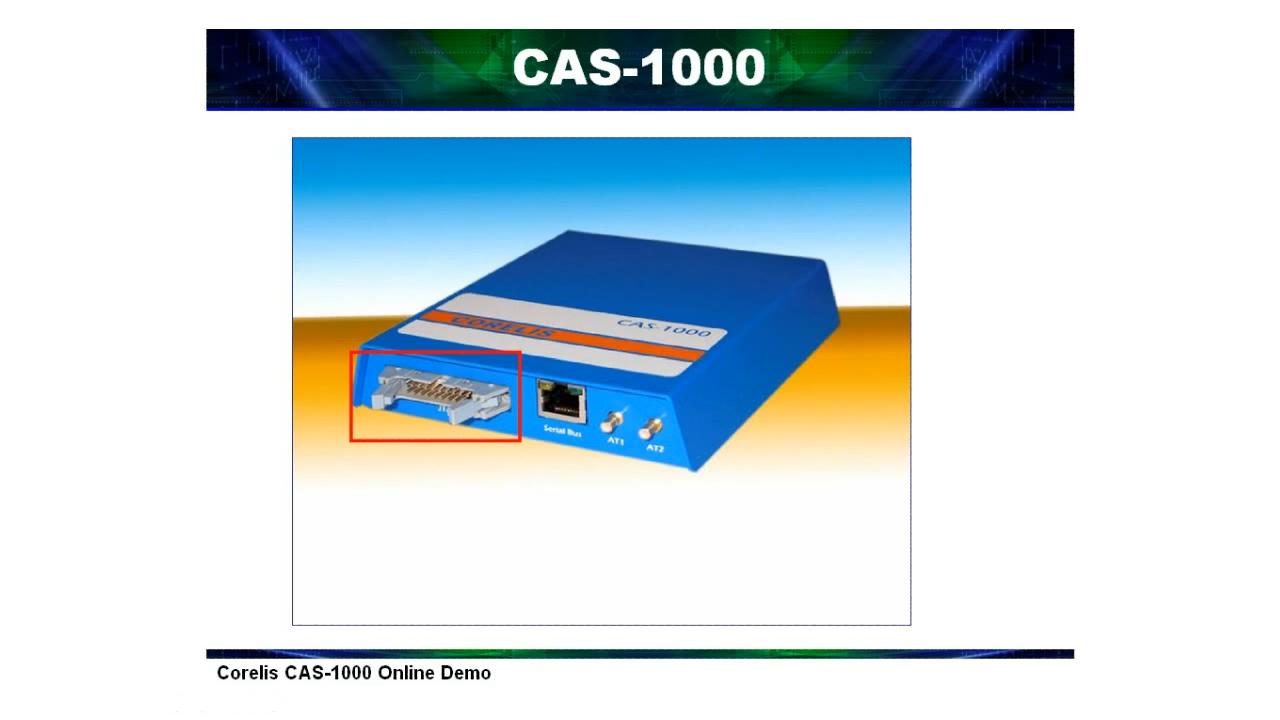 CAS-1000
CORELIS
CAS-1000
Serial Bus
AT1
AT2
Corelis CAS-1000 Online Demo